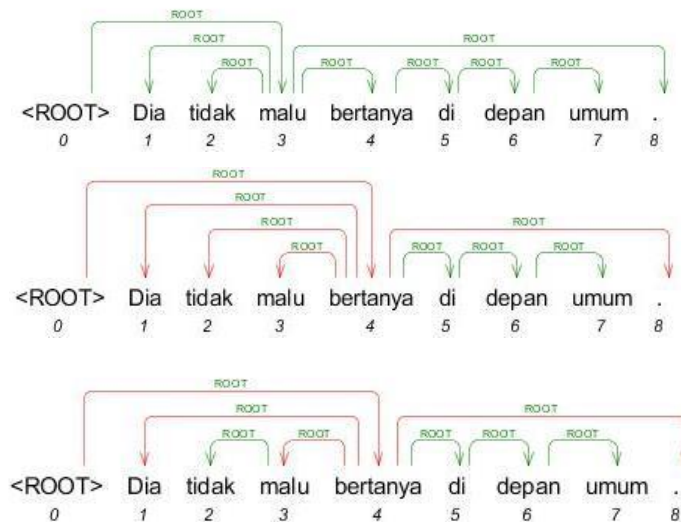 ROOT
ROOT ROOT
ROOT ROOT ROOT ROOT ROOT
<ROOT> Dia tidak malu bertanya di depan umum .
0 1 2 3 4 5 6 7 8
ROOT
ROOT
ROOT ROOT
ROOT ROOT ROOT ROOT
<ROOT> Dia tidak malu bertanya di depan umum .
0 1 2 3 4 5 6 7 8
ROOT
ROOT ROOT
ROOT ROOT ROOT ROOT ROOT
<ROOT> Dia tidak malu bertanya di depan umum .
0 1 2 3 4 5 6 7 8